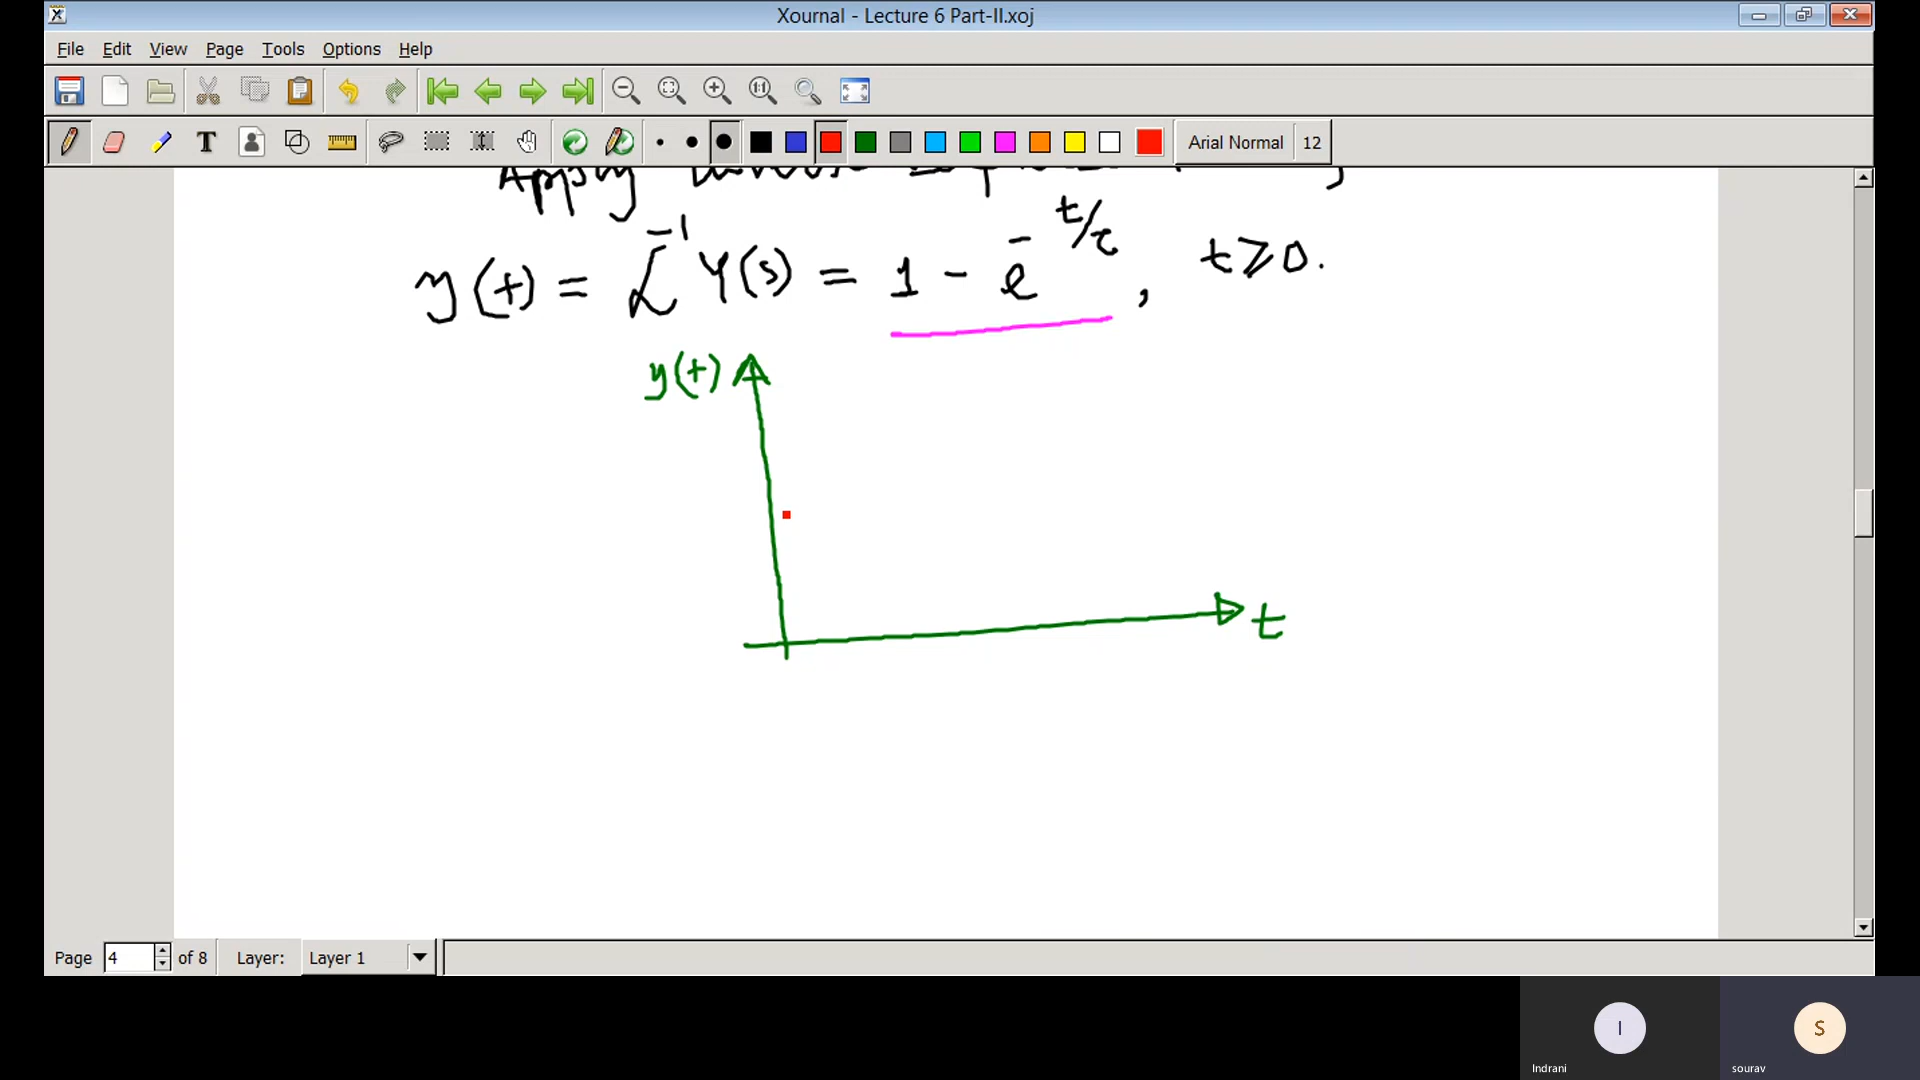 Xournal - Lecture 6 Part-II.xoj
File Edit View Page Tools Options Help
Arial Normal 12
Apply
y(t) = ℒ⁻¹ Y(s) = 1 - e^{-t/τ}, t ≥ 0.
y(t)
t
Page 4 of 8 Layer: Layer 1
I S
Indrani sourav